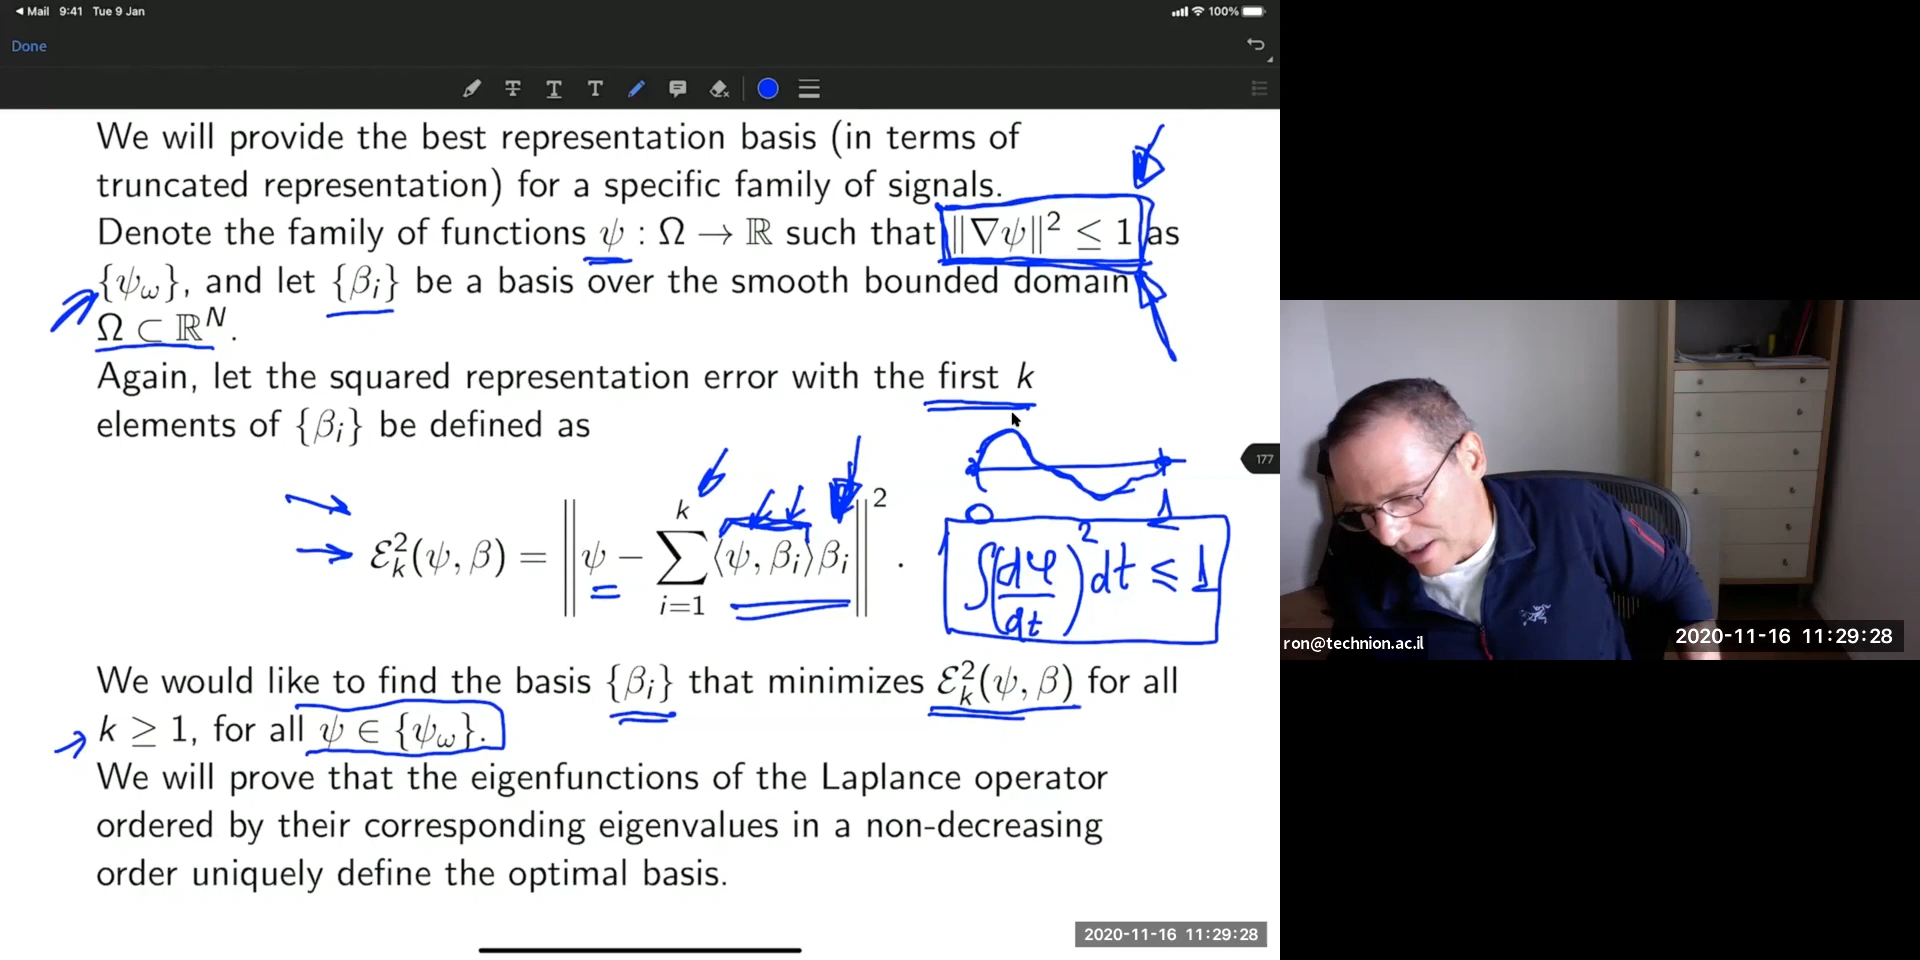 Mail 9:41 Tue 9 Jan 100%
Done
T T T
We will provide the best representation basis (in terms of
truncated representation) for a specific family of signals.
Denote the family of functions ψ : Ω → ℝ such that ‖∇ψ‖² ≤ 1 as
{ψ_ω}, and let {β_i} be a basis over the smooth bounded domain
Ω ⊂ ℝ^N.
Again, let the squared representation error with the first k
elements of {β_i} be defined as
177
ℰ_k²(ψ, β) = ‖ψ − ∑_{i=1}^{k} ⟨ψ, β_i⟩β_i‖² .
0 1
∫(dφ/dt)² dt ≤ 1
We would like to find the basis {β_i} that minimizes ℰ_k²(ψ, β) for all
k ≥ 1, for all ψ ∈ {ψ_ω}.
We will prove that the eigenfunctions of the Laplance operator
ordered by their corresponding eigenvalues in a non-decreasing
order uniquely define the optimal basis.
2020-11-16 11:29:28
ron@technion.ac.il
2020-11-16 11:29:28